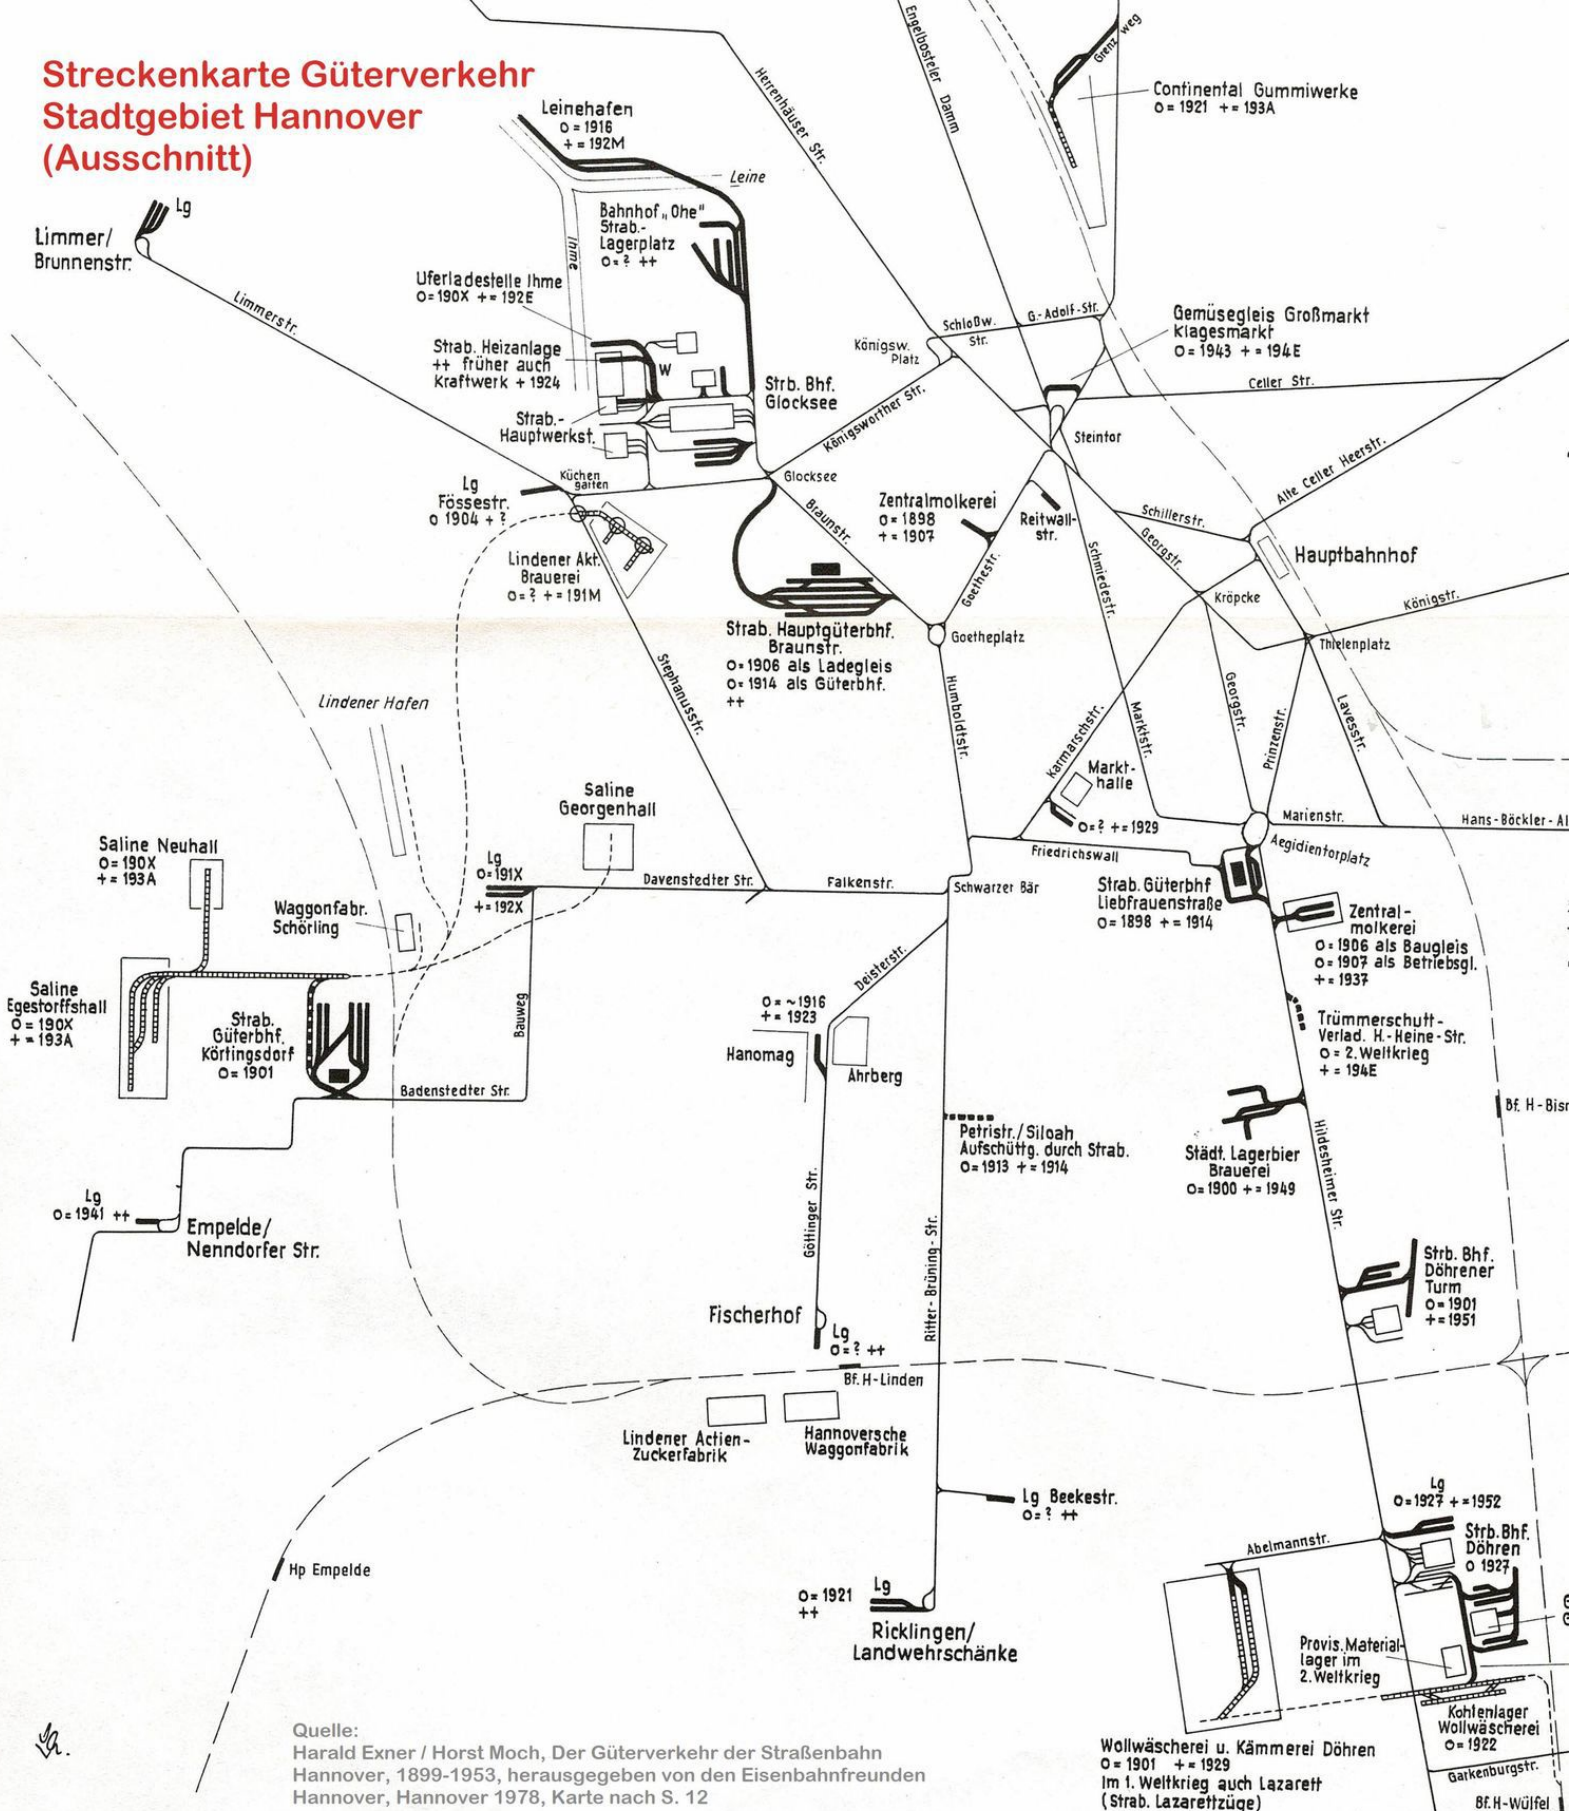 Streckenkarte Güterverkehr
Stadtgebiet Hannover
(Ausschnitt)
Leinehafen
O = 1916
+ = 192M
Herrenhäuser Str.
Engelbosteler Damm
Grenzweg
Continental Gummiwerke
O = 1921 + = 193A
Leine
Lg
Limmer/
Brunnenstr.
Bahnhof „Ohe"
Strab.-
Lagerplatz
O = ? ++
Ihme
Uferladestelle Ihme
O = 190X + = 192E
Limmerstr.
Strab. Heizanlage
++ früher auch
Kraftwerk + 1924
W
Strab.-
Hauptwerkst.
Strb. Bhf.
Glocksee
Königsw.
Platz
Schloßw.
Str.
G.-Adolf-Str.
Gemüsegleis Großmarkt
Klagesmarkt
O = 1943 + = 194E
Celler Str.
Königsworther Str.
Steintor
Alte Celler Heerstr.
Lg
Fössestr.
O 1904 + ?
Küchen
garten
Glocksee
Braunstr.
Zentralmolkerei
O = 1898
+ = 1907
Reitwall-
str.
Schillerstr.
Georgstr.
Hauptbahnhof
Lindener Akt.
Brauerei
O = ? + = 191M
Goethestr.
Schmiedestr.
Kröpcke
Königstr.
Strab. Hauptgüterbhf.
Braunstr.
O = 1906 als Ladegleis
O = 1914 als Güterbhf.
++
Goetheplatz
Thielenplatz
Stephanusstr.
Humboldtstr.
Karmarschstr.
Marktstr.
Georgstr.
Prinzenstr.
Lavesstr.
Lindener Hafen
Markt-
halle
O = ? + = 1929
Saline
Georgenhall
Marienstr.
Hans-Böckler-Al
Aegidientorplatz
Friedrichswall
Saline Neuhall
O = 190X
+ = 193A
Lg
O = 191X
+ = 192X
Davenstedter Str.
Falkenstr.
Schwarzer Bär
Strab. Güterbhf
Liebfrauenstraße
O = 1898 + = 1914
Waggonfabr.
Schörling
Zentral-
molkerei
O = 1906 als Baugleis
O = 1907 als Betriebsgl.
+ = 1937
Deisterstr.
Saline
Egestorffshall
O = 190X
+ = 193A
Strab.
Güterbhf.
Körtingsdorf
O = 1901
Bauweg
O = ~1916
+ = 1923
Hanomag
Ahrberg
Trümmerschutt-
Verlad. H.-Heine-Str.
O = 2. Weltkrieg
+ = 194E
Badenstedter Str.
Bf. H-Bisr
Petristr./Siloah
Aufschüttg. durch Strab.
O = 1913 + = 1914
Städt. Lagerbier
Brauerei
O = 1900 + = 1949
Hildesheimer Str.
Göttinger Str.
Ritter-Brüning-Str.
Lg
O = 1941 ++
Empelde/
Nenndorfer Str.
Strb. Bhf.
Döhrener
Turm
O = 1901
+ = 1951
Fischerhof
Lg
O = ? ++
Bf. H-Linden
Lindener Actien-
Zuckerfabrik
Hannoversche
Waggonfabrik
Lg Beekestr.
O = ? ++
Lg
O = 1927 + = 1952
Strb. Bhf.
Döhren
O 1927
Abelmannstr.
Hp Empelde
O = 1921
++
Lg
Ricklingen/
Landwehrschänke
Provis. Material-
lager im
2. Weltkrieg
Kohlenlager
Wollwäscherei
O = 1922
Wollwäscherei u. Kämmerei Döhren
O = 1901 + = 1929
Im 1. Weltkrieg auch Lazarett
(Strab. Lazarettzüge)
Garkenburgstr.
Bf. H-Wülfel
Quelle:
Harald Exner / Horst Moch, Der Güterverkehr der Straßenbahn
Hannover, 1899-1953, herausgegeben von den Eisenbahnfreunden
Hannover, Hannover 1978, Karte nach S. 12